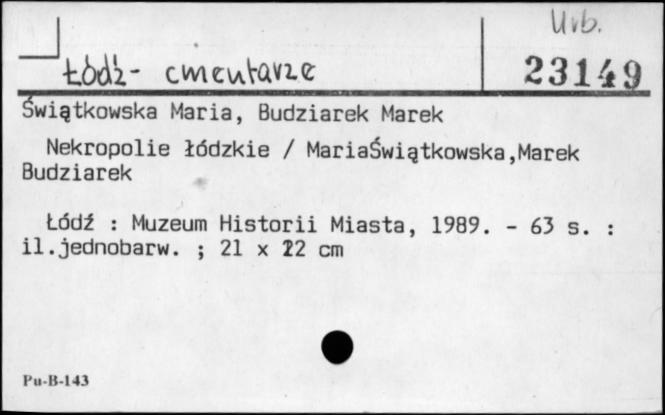 Urb.
Łódź - cmentarze
23149
Świątkowska Maria, Budziarek Marek
Nekropolie łódzkie / MariaŚwiątkowska,Marek
Budziarek
Łódź : Muzeum Historii Miasta, 1989. - 63 s. :
il.jednobarw. ; 21 x 22 cm
Pu-B-143